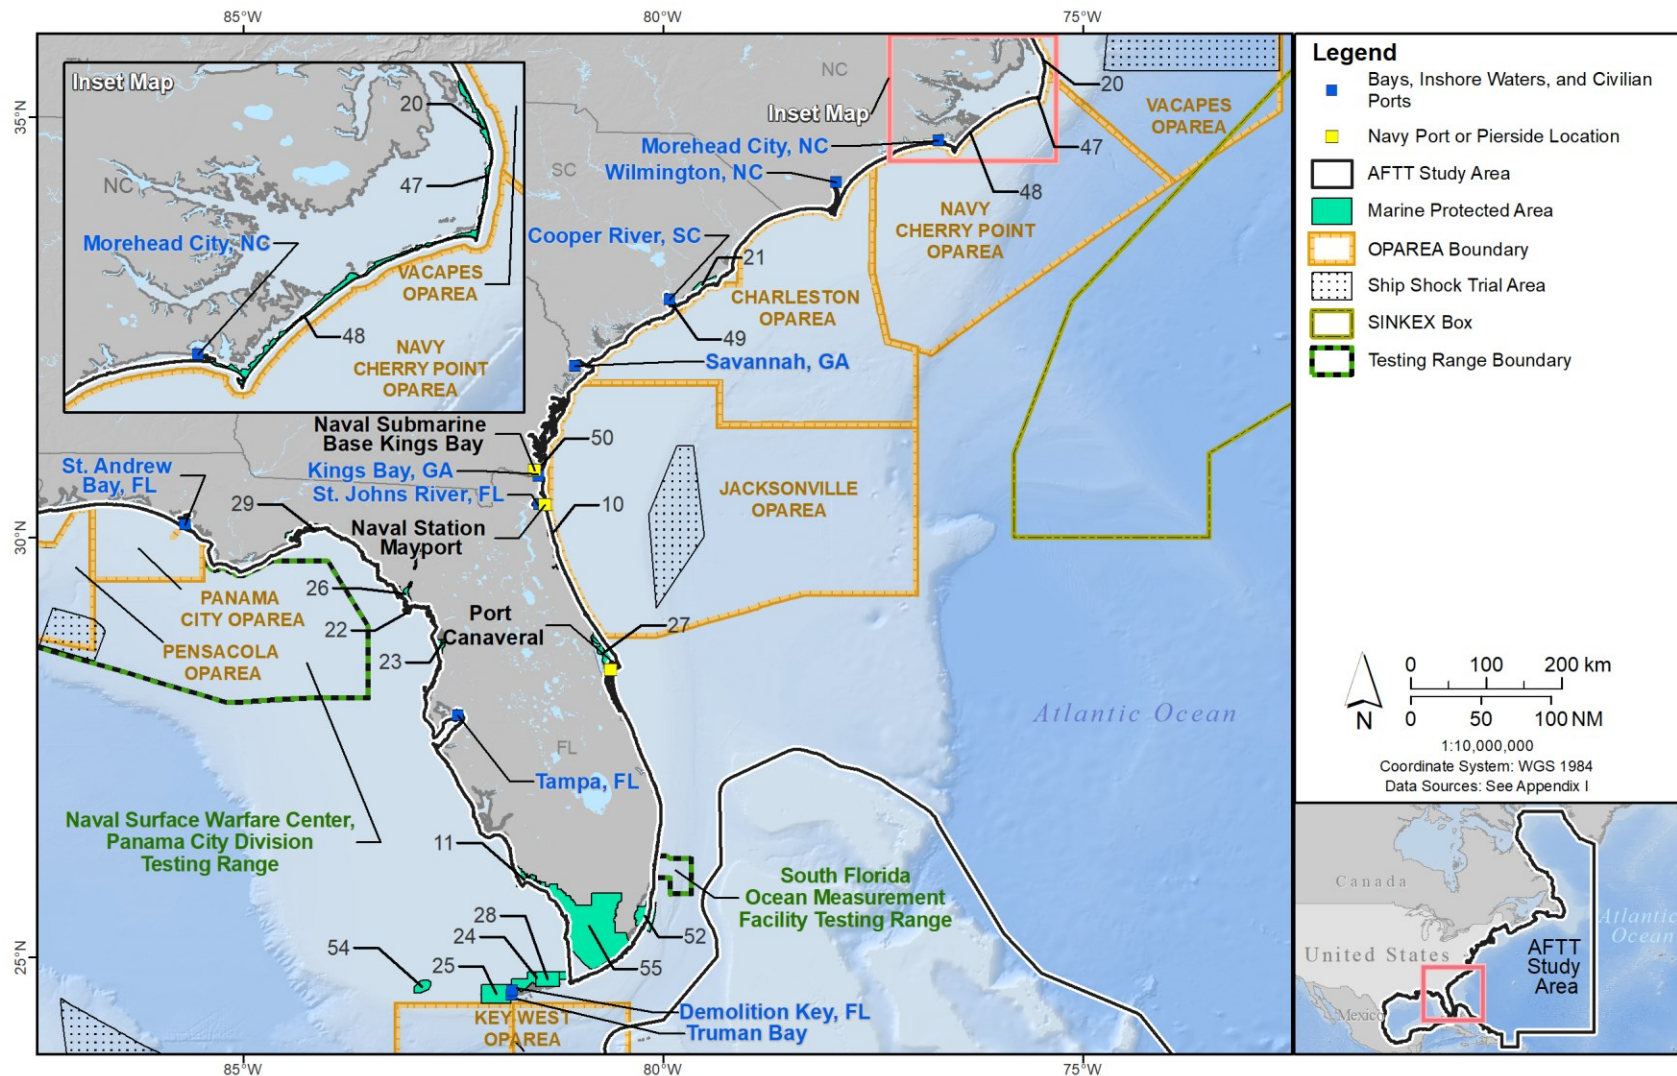 85°W
80°W
75°W
35°N
30°N
25°N
85°W
80°W
75°W
Inset Map
20
47
NC
Morehead City, NC
VACAPES
OPAREA
48
NAVY
CHERRY POINT
OPAREA
NC
Inset Map
20
VACAPES
OPAREA
Morehead City, NC
Wilmington, NC
47
48
SC
NAVY
CHERRY POINT
OPAREA
Cooper River, SC
21
CHARLESTON
OPAREA
49
Savannah, GA
Naval Submarine
Base Kings Bay
50
Kings Bay, GA
St. Johns River, FL
10
JACKSONVILLE
OPAREA
Naval Station
Mayport
St. Andrew
Bay, FL
29
26
PANAMA
CITY OPAREA
22
PENSACOLA
OPAREA
23
Port
Canaveral
27
FL
Tampa, FL
Atlantic Ocean
Naval Surface Warfare Center,
Panama City Division
Testing Range
11
South Florida
Ocean Measurement
Facility Testing Range
28
24
54
25
52
55
KEY WEST
OPAREA
Demolition Key, FL
Truman Bay
Legend
Bays, Inshore Waters, and Civilian
Ports
Navy Port or Pierside Location
AFTT Study Area
Marine Protected Area
OPAREA Boundary
Ship Shock Trial Area
SINKEX Box
Testing Range Boundary
N
0 100 200 km
0 50 100 NM
1:10,000,000
Coordinate System: WGS 1984
Data Sources: See Appendix I
Canada
United States
Mexico
Atlantic
Ocean
AFTT
Study
Area